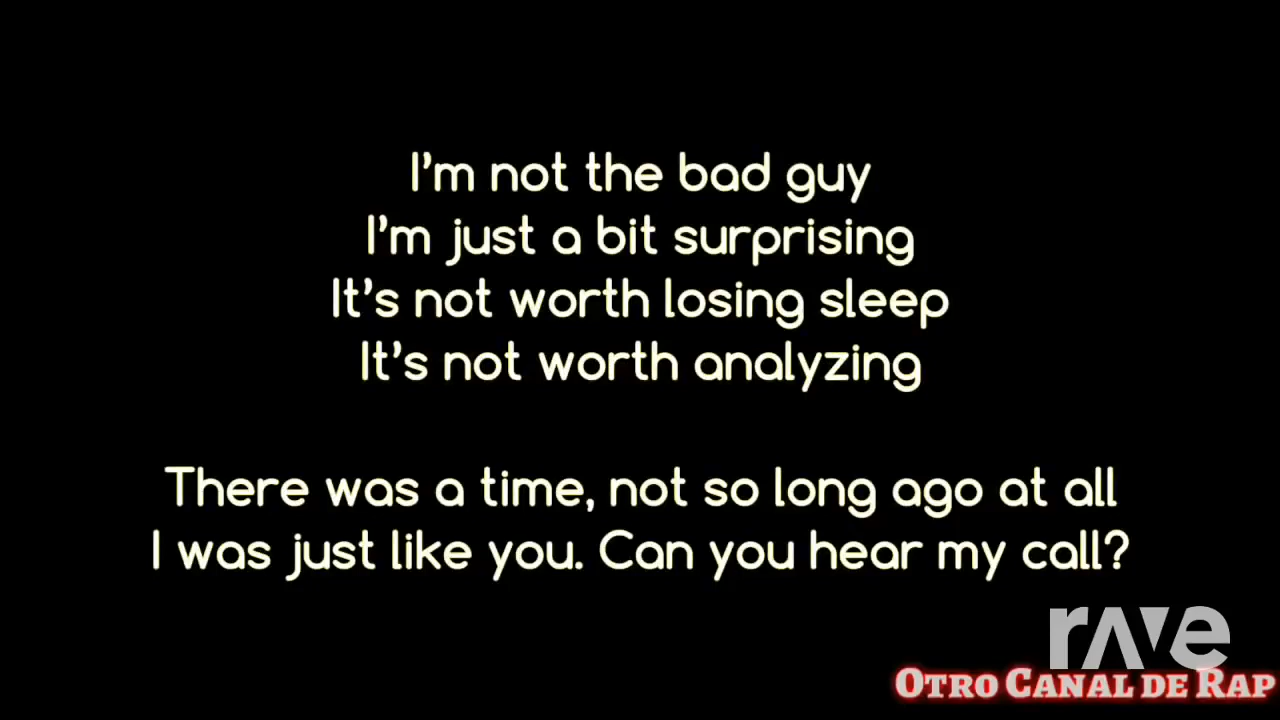 I'm not the bad guy
I'm just a bit surprising
It's not worth losing sleep
It's not worth analyzing
There was a time, not so long ago at all
I was just like you. Can you hear my call?
rave
OTRO CANAL DE RAP